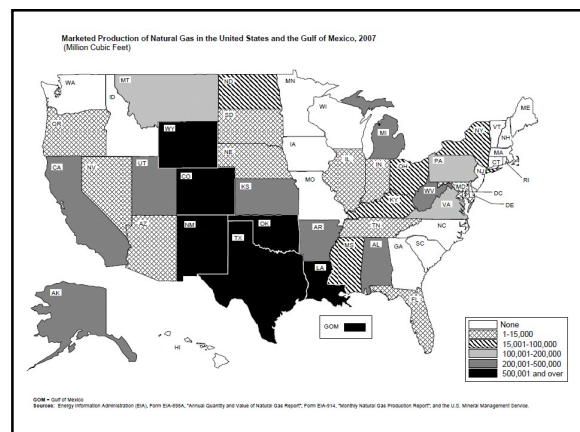 Marketed Production of Natural Gas in the United States and the Gulf of Mexico, 2007
(Million Cubic Feet)
WA
MT
ND
MN
ME
ID
WI
VT
NH
OR
SD
MI
NY
MA
WY
IA
NE
PA
CT
RI
NJ
CA
NV
UT
CO
IL
IN
OH
WV
MD
DC
DE
KS
MO
KY
VA
NC
TN
AZ
NM
OK
AR
SC
TX
MS
AL
GA
LA
FL
AK
HI
GOM
None
1-15,000
15,001-100,000
100,001-200,000
200,001-500,000
500,001 and over
GOM = Gulf of Mexico
Sources: Energy Information Administration (EIA), Form EIA-895A, "Annual Quantity and Value of Natural Gas Report"; Form EIA-914, "Monthly Natural Gas Production Report"; and the U.S. Mineral Management Service.